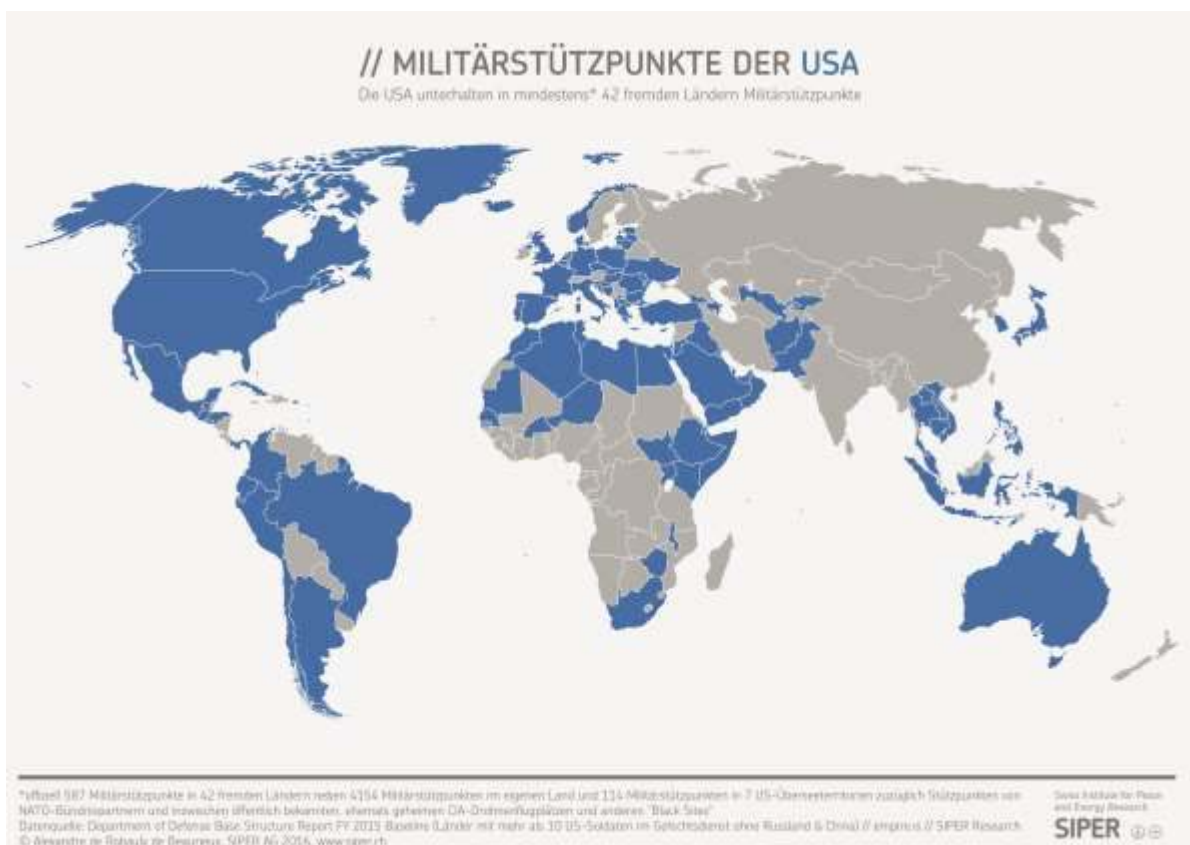 // MILITÄRSTÜTZPUNKTE DER USA
Die USA unterhalten in mindestens* 42 fremden Ländern Militärstützpunkte
*offiziell 587 Militärstützpunkte in 42 fremden Ländern neben 4154 Militärstützpunkten im eigenen Land und 114 Militärstützpunkten in 7 US-Überseeterritorien zuzüglich Stützpunkten von
NATO-Bündnispartnern und inzwischen öffentlich bekannten, ehemals geheimen CIA-Drohnenflugplätzen und anderen "Black Sites"
Datenquelle: Department of Defense Base Structure Report FY 2015 Baseline (Länder mit mehr als 10 US-Soldaten im ohne Russland & China) // empiricis // SIPER Research
© SIPER AG 2016, www.siper.ch
Swiss Institute for Peace
and Energy Research
SIPER